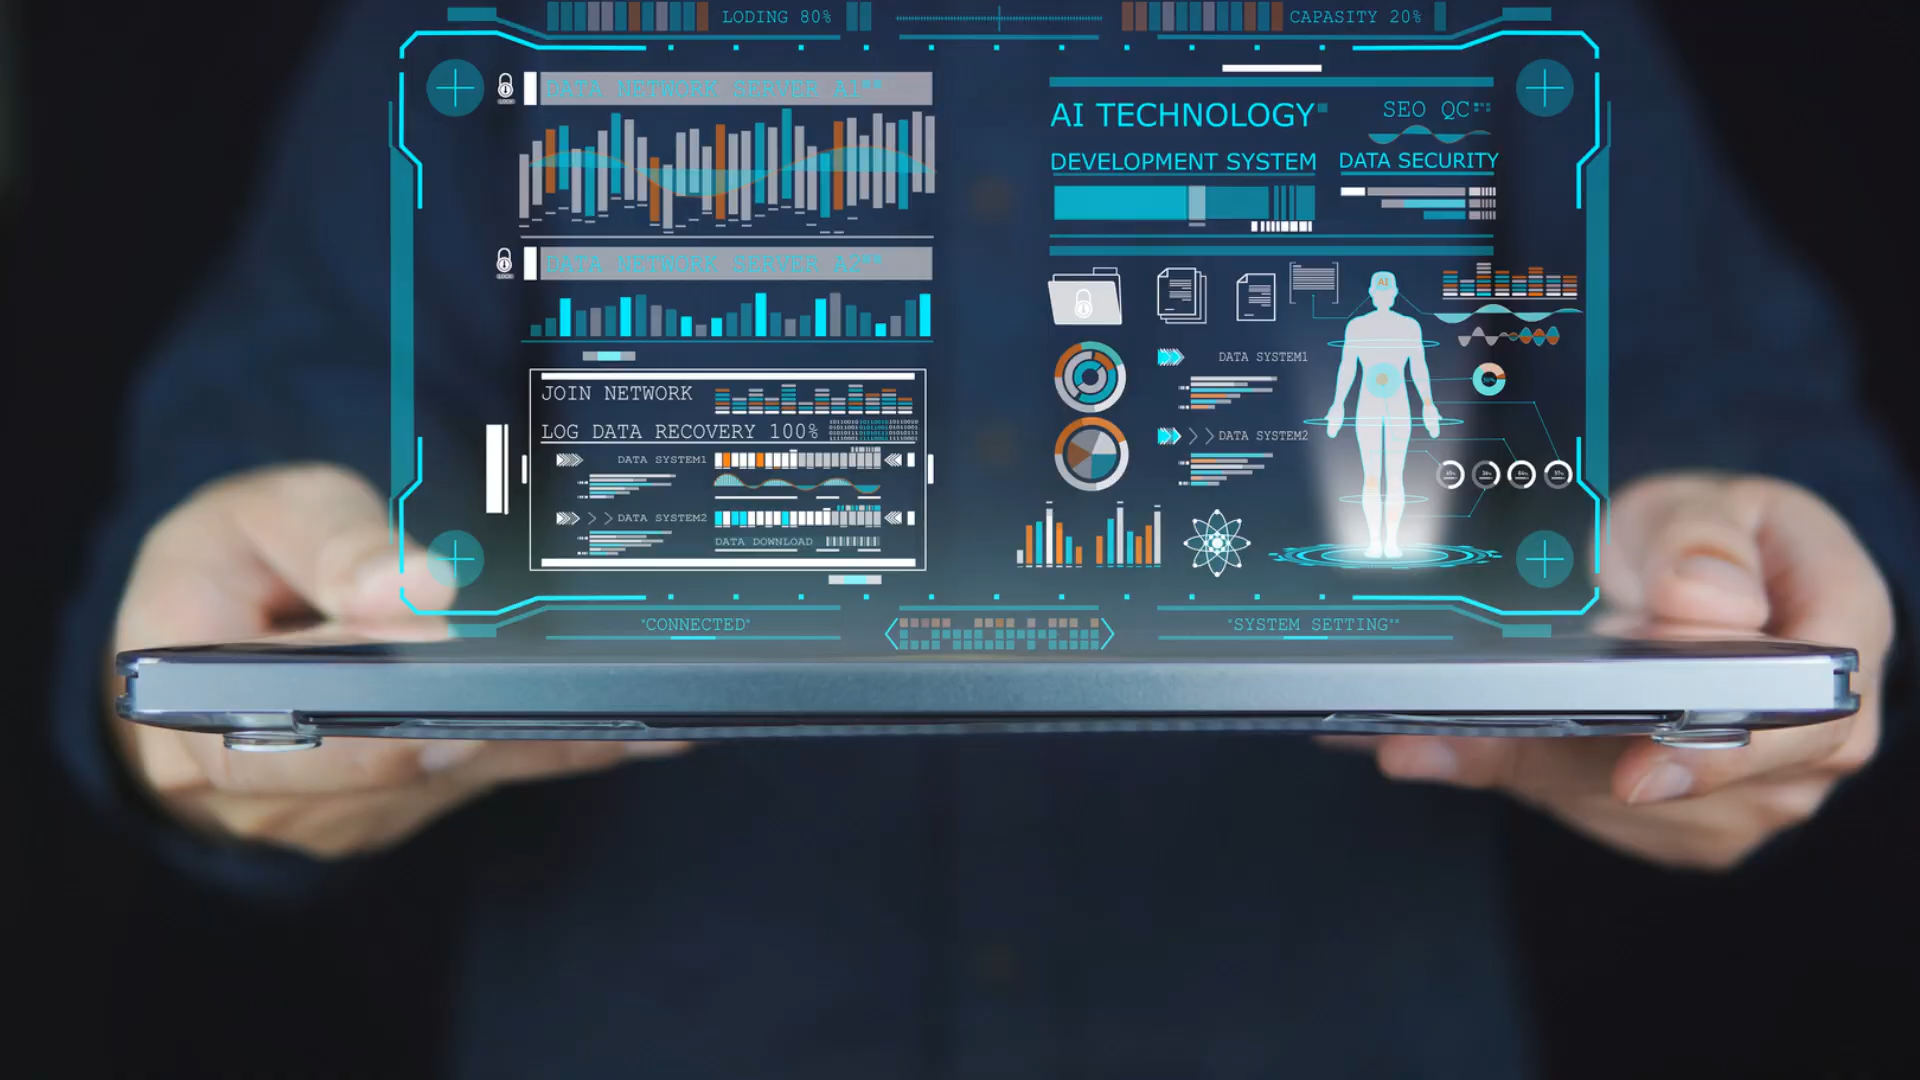 LODING 80%
CAPASITY 20%
DATA NETWORK SERVER A1**
AI TECHNOLOGY
SEO QC
DEVELOPMENT SYSTEM
DATA SECURITY
DATA NETWORK SERVER A2**
AI
DATA SYSTEM1
JOIN NETWORK
LOG DATA RECOVERY 100%
DATA SYSTEM2
DATA SYSTEM1
DATA SYSTEM2
DATA DOWNLOAD
"CONNECTED"
"SYSTEM SETTING"